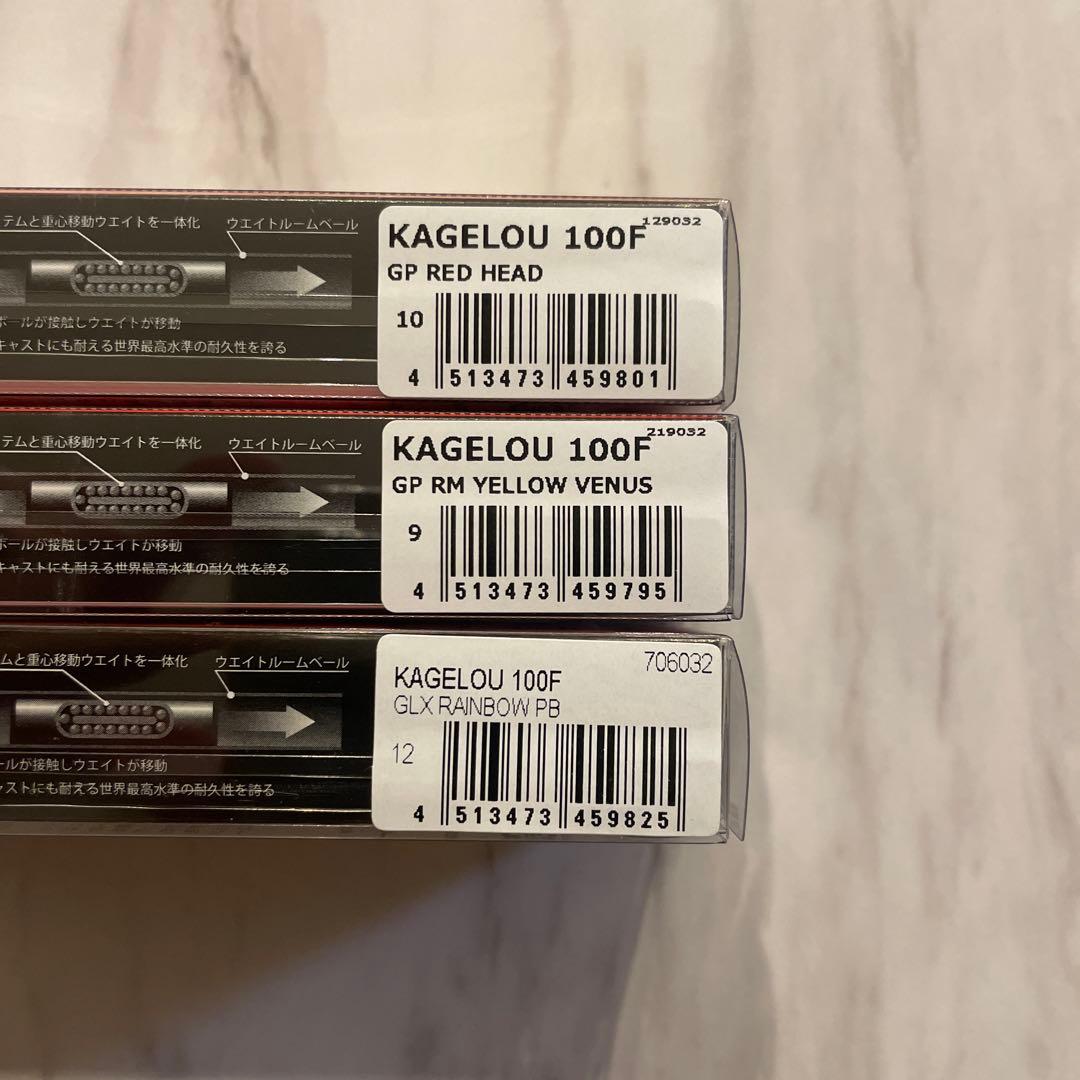 テムと重心移動ウエイトを一体化 ウエイトルームベール
ボールが接触しウエイトが移動
キャストにも耐える世界最高水準の耐久性を誇る
129032
KAGELOU 100F
GP RED HEAD
10
4 513473 459801
テムと重心移動ウエイトを一体化 ウエイトルームベール
ボールが接触しウエイトが移動
キャストにも耐える世界最高水準の耐久性を誇る
219032
KAGELOU 100F
GP RM YELLOW VENUS
9
4 513473 459795
ムと重心移動ウエイトを一体化 ウエイトルームベール
ールが接触しウエイトが移動
ャストにも耐える世界最高水準の耐久性を誇る
706032
KAGELOU 100F
GLX RAINBOW PB
12
4 513473 459825